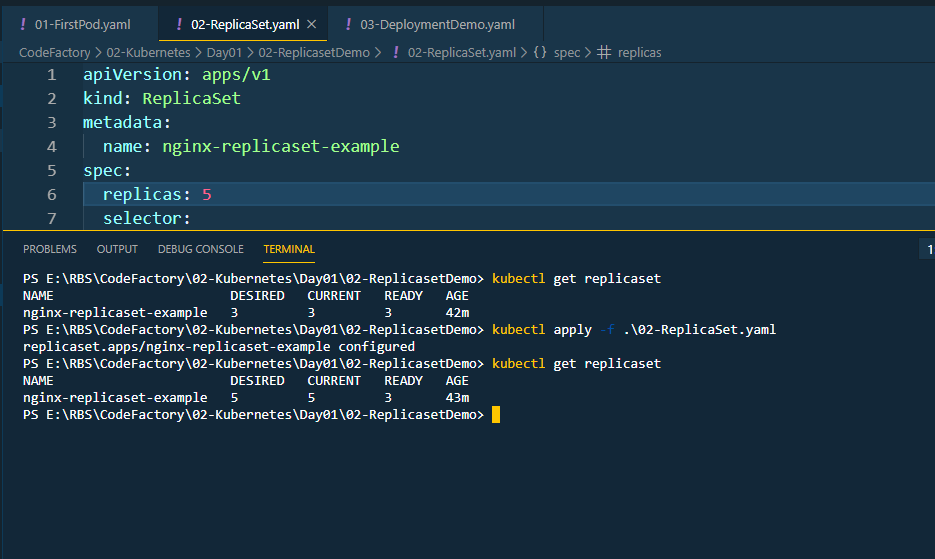 ! 01-FirstPod.yaml ! 02-ReplicaSet.yaml × ! 03-DeploymentDemo.yaml
CodeFactory > 02-Kubernetes > Day01 > 02-ReplicasetDemo > ! 02-ReplicaSet.yaml > {} spec > # replicas
1 apiVersion: apps/v1
2 kind: ReplicaSet
3 metadata:
4 name: nginx-replicaset-example
5 spec:
6 replicas: 5
7 selector:
PROBLEMS OUTPUT DEBUG CONSOLE TERMINAL 1
PS E:\RBS\CodeFactory\02-Kubernetes\Day01\02-ReplicasetDemo> kubectl get replicaset
NAME DESIRED CURRENT READY AGE
nginx-replicaset-example 3 3 3 42m
PS E:\RBS\CodeFactory\02-Kubernetes\Day01\02-ReplicasetDemo> kubectl apply -f .\02-ReplicaSet.yaml
replicaset.apps/nginx-replicaset-example configured
PS E:\RBS\CodeFactory\02-Kubernetes\Day01\02-ReplicasetDemo> kubectl get replicaset
NAME DESIRED CURRENT READY AGE
nginx-replicaset-example 5 5 3 43m
PS E:\RBS\CodeFactory\02-Kubernetes\Day01\02-ReplicasetDemo>